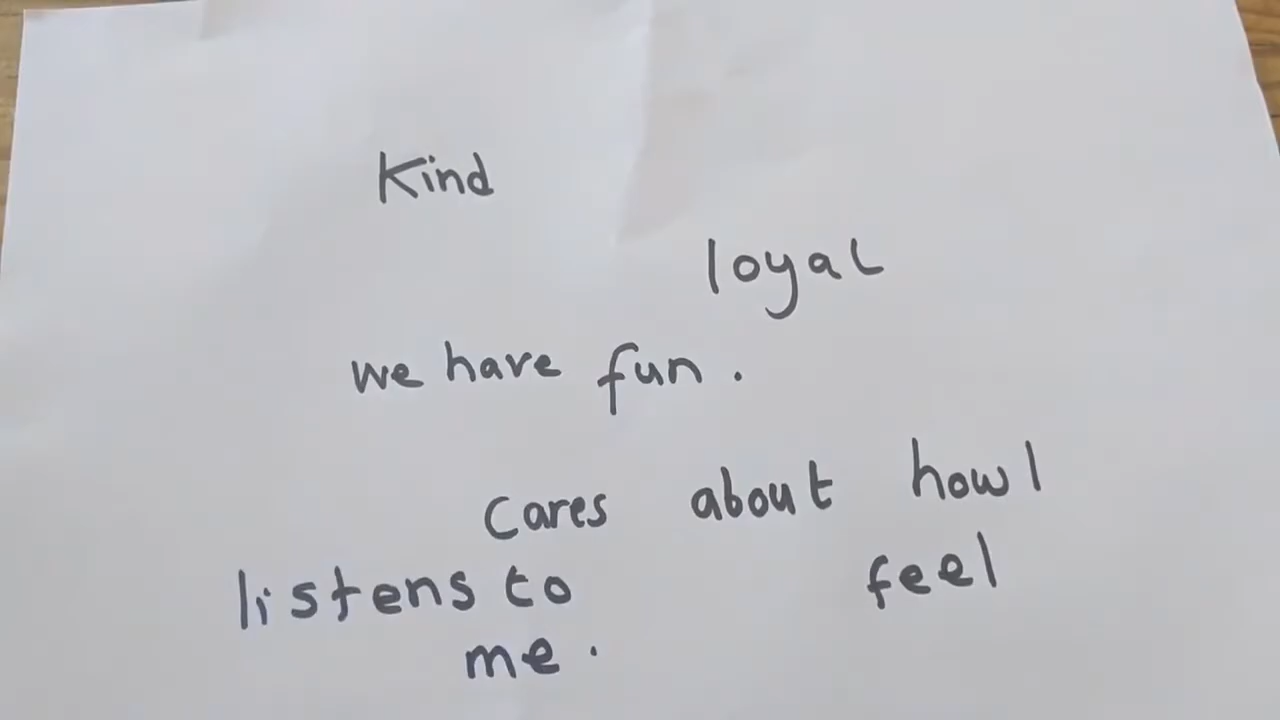 Kind
loyal
we have fun.
Cares about how I
feel
listens to
me.